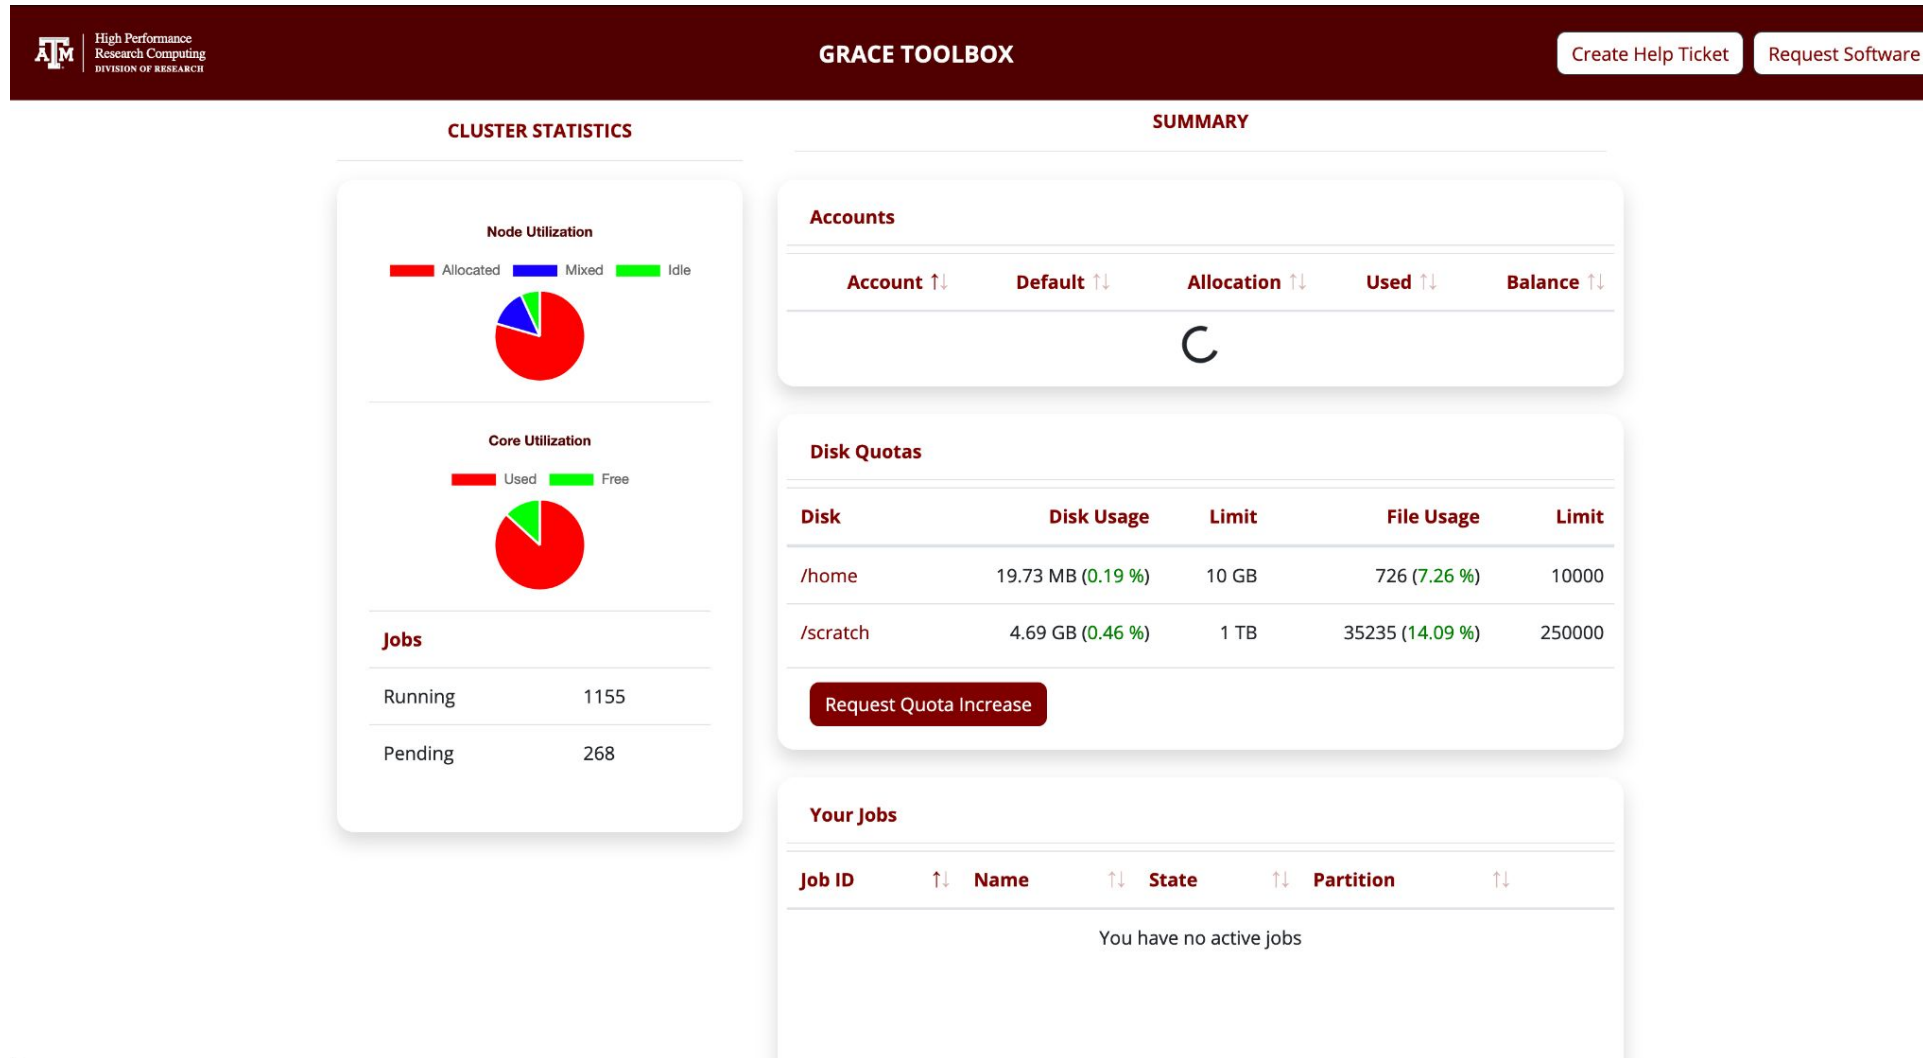 High Performance
Research Computing
DIVISION OF RESEARCH
GRACE TOOLBOX
Create Help Ticket
Request Software
CLUSTER STATISTICS
Node Utilization
Allocated Mixed Idle
Core Utilization
Used Free
Jobs
Running 1155
Pending 268
SUMMARY
Accounts
Account ↑↓ Default ↑↓ Allocation ↑↓ Used ↑↓ Balance ↑↓
Disk Quotas
Disk Disk Usage Limit File Usage Limit
/home 19.73 MB (0.19 %) 10 GB 726 (7.26 %) 10000
/scratch 4.69 GB (0.46 %) 1 TB 35235 (14.09 %) 250000
Request Quota Increase
Your Jobs
Job ID ↑↓ Name ↑↓ State ↑↓ Partition ↑↓
You have no active jobs